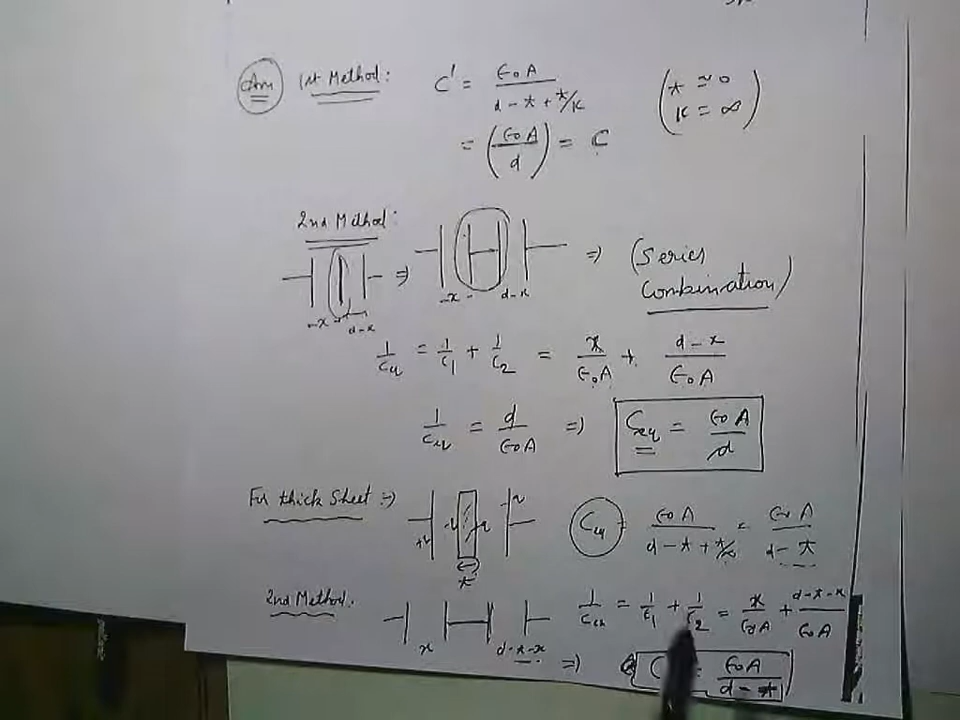 Ans 1st Method: C' = ϵ₀A / (d - t + t/K) (t ≈ 0
K = ∞)
= (ϵ₀A / d) = C
2nd Method:
⇒ ⇒ (Series
Combination)
x d-x x d-x
1/Ceq = 1/C₁ + 1/C₂ = x/ϵ₀A + (d-x)/ϵ₀A
1/Ceq = d/ϵ₀A ⇒ Ceq = ϵ₀A/d
For thick Sheet :→ +q -q Ceq = ϵ₀A / (d - t + t/∞) = ϵ₀A / (d - t)
t
2nd Method: x d-t-x 1/Ceq = 1/C₁ + 1/C₂ = x/ϵ₀A + (d-t-x)/ϵ₀A
⇒ C = ϵ₀A / (d - t)